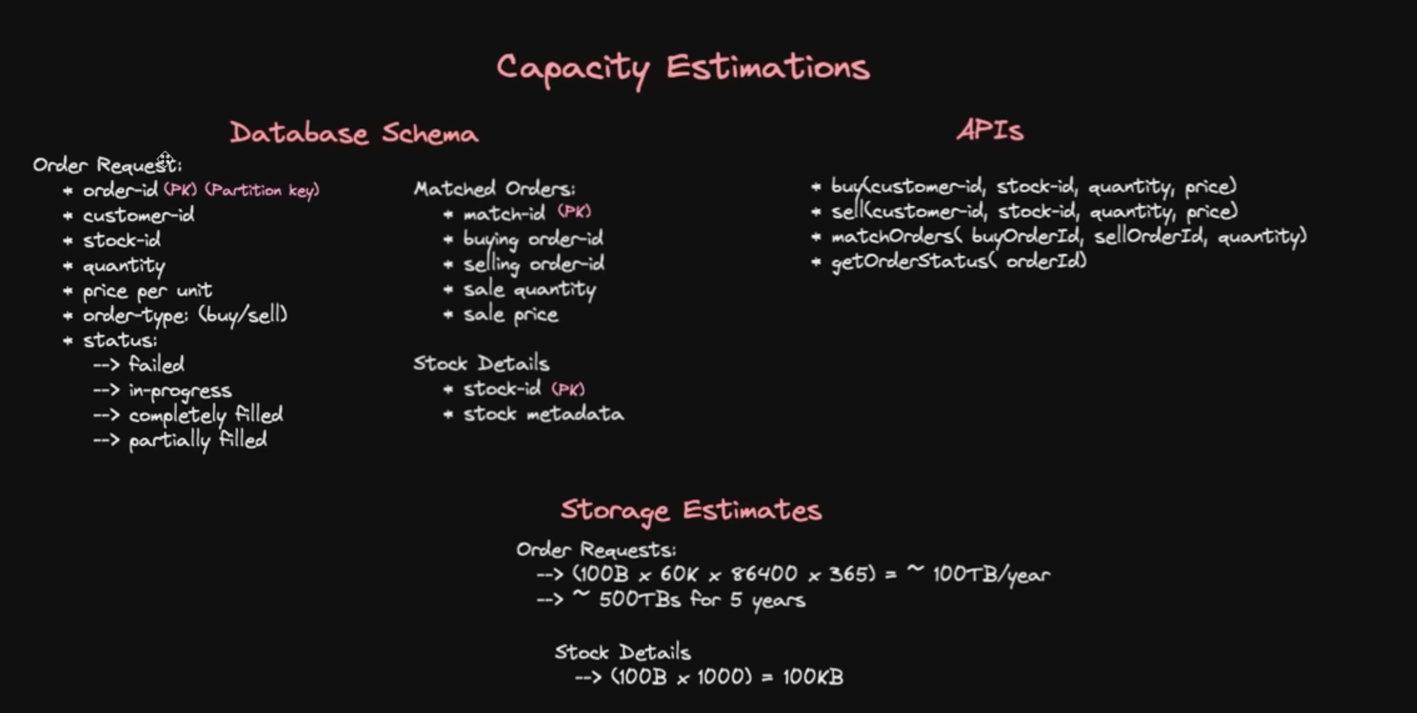 Capacity Estimations
Database Schema
Order Request:
* order-id (PK) (Partition key)
* customer-id
* stock-id
* quantity
* price per unit
* order-type: (buy/sell)
* status:
--> failed
--> in-progress
--> completely filled
--> partially filled
Matched Orders:
* match-id (PK)
* buying order-id
* selling order-id
* sale quantity
* sale price
Stock Details
* stock-id (PK)
* stock metadata
APIs
* buy(customer-id, stock-id, quantity, price)
* sell(customer-id, stock-id, quantity, price)
* matchOrders( buyOrderId, sellOrderId, quantity)
* getOrderStatus( orderId)
Storage Estimates
Order Requests:
--> (100B x 60K x 86400 x 365) = ~ 100TB/year
--> ~ 500TBs for 5 years
Stock Details
--> (100B x 1000) = 100KB